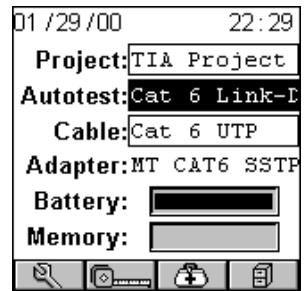 01/29/00 22:29
Project: TIA Project
Autotest: Cat 6 Link-D
Cable: Cat 6 UTP
Adapter: MT CAT6 SSTP
Battery:
Memory: